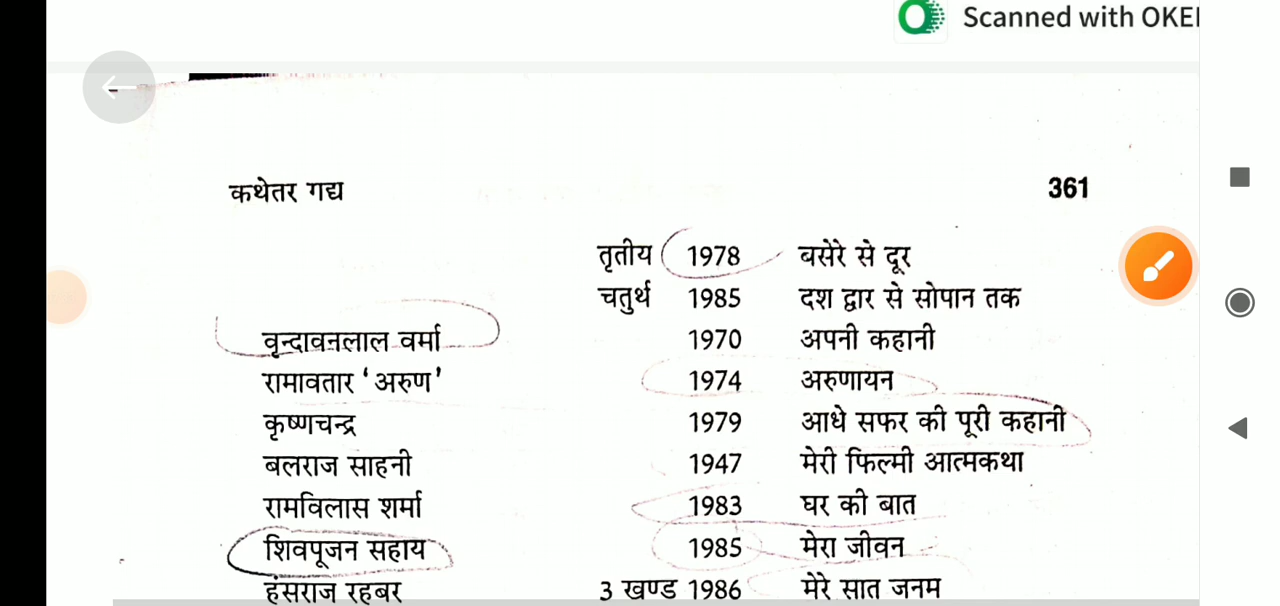 Scanned with OKE
कथेतर गद्य 361
तृतीय 1978 बसेरे से दूर
चतुर्थ 1985 दश द्वार से सोपान तक
वृन्दावनलाल वर्मा 1970 अपनी कहानी
रामावतार ‘अरुण’ 1974 अरुणायन
कृष्णचन्द्र 1979 आधे सफर की पूरी कहानी
बलराज साहनी 1947 मेरी फिल्मी आत्मकथा
रामविलास शर्मा 1983 घर की बात
शिवपूजन सहाय 1985 मेरा जीवन
हंसराज रहबर 3 खण्ड 1986 मेरे सात जनम